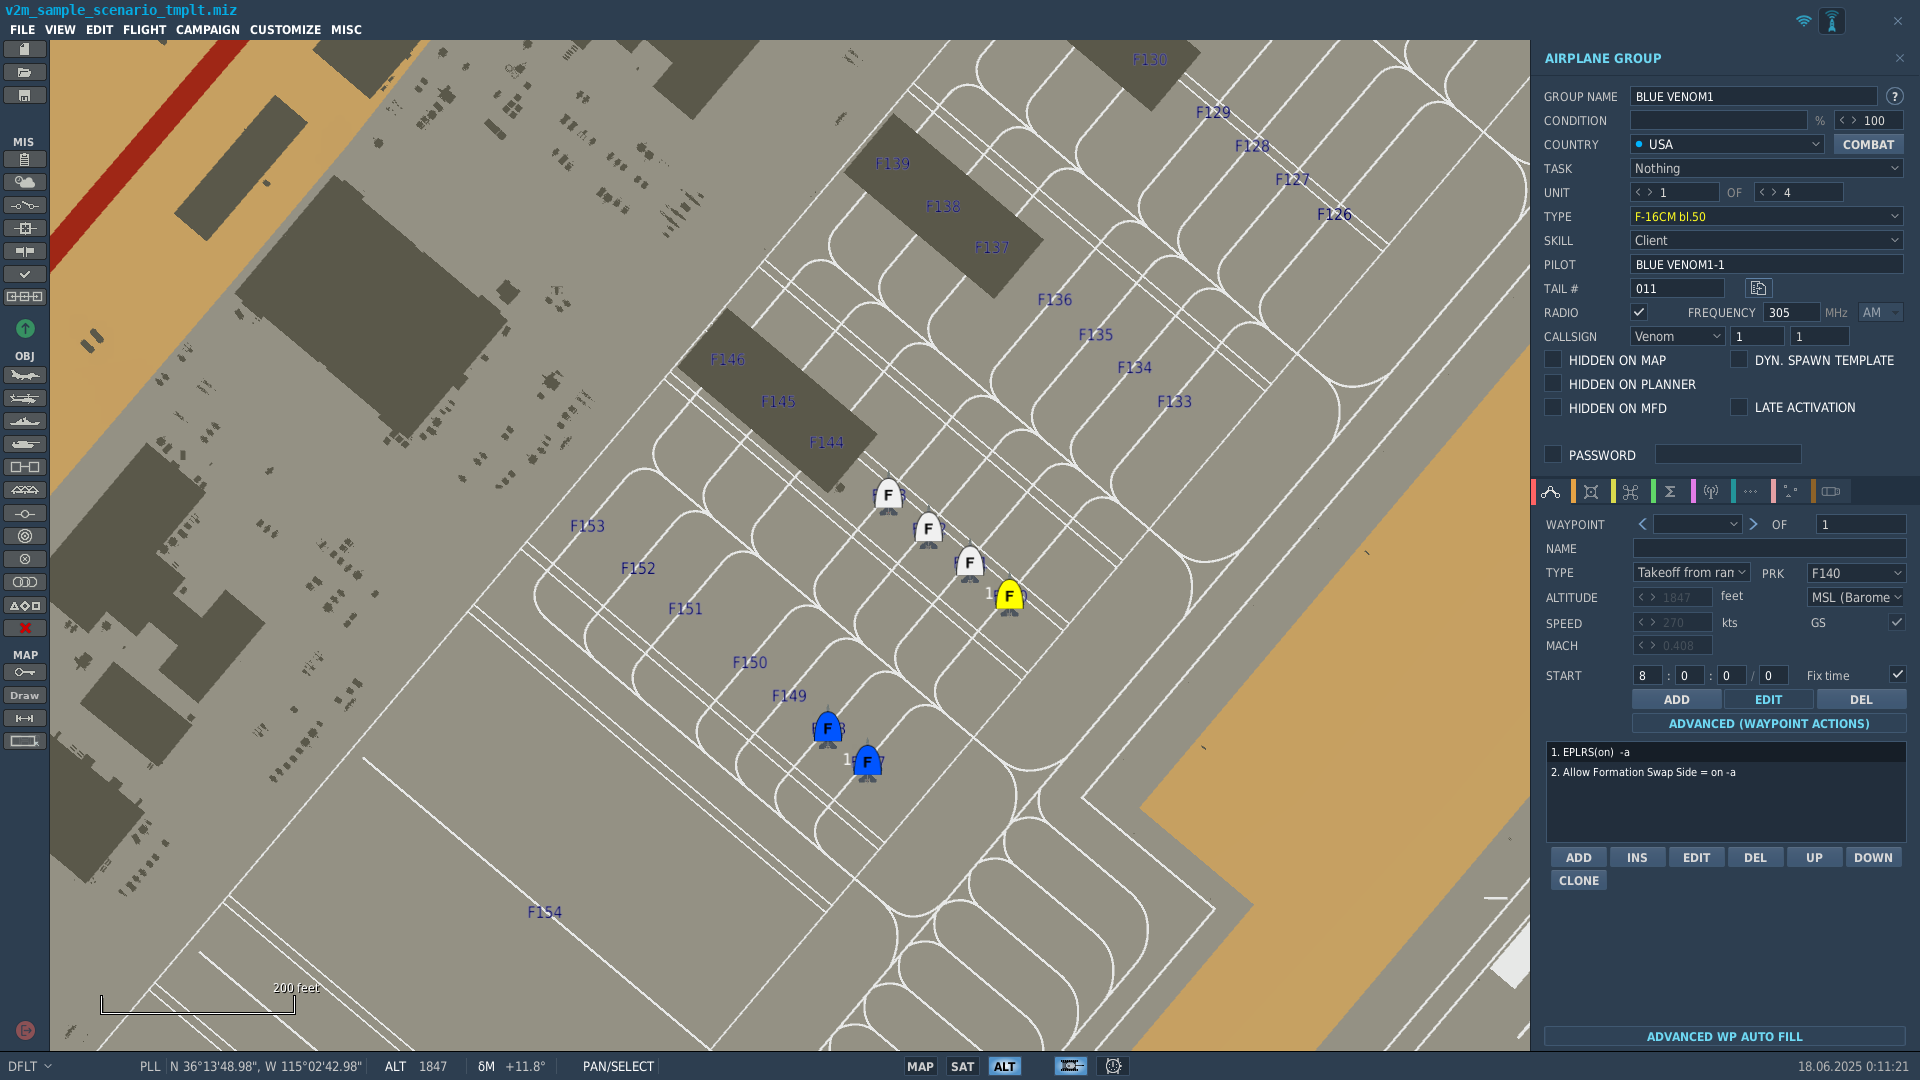 v2m_sample_scenario_tmplt.miz
FILE VIEW EDIT FLIGHT CAMPAIGN CUSTOMIZE MISC
MIS
OBJ
MAP
Draw
F130
F129
F128
F127
F126
F139
F138
F137
F136
F135
F134
F133
F146
F145
F144
F
F
F
1 F
F153
F152
F151
F150
F149
F
1 F
F154
200 feet
AIRPLANE GROUP
GROUP NAME BLUE VENOM1 ?
CONDITION % < > 100
COUNTRY USA COMBAT
TASK Nothing
UNIT < > 1 OF < > 4
TYPE F-16CM bl.50
SKILL Client
PILOT BLUE VENOM1-1
TAIL # 011
RADIO FREQUENCY 305 MHz AM
CALLSIGN Venom 1 1
HIDDEN ON MAP DYN. SPAWN TEMPLATE
HIDDEN ON PLANNER
HIDDEN ON MFD LATE ACTIVATION
PASSWORD
WAYPOINT OF 1
NAME
TYPE Takeoff from ran PRK F140
ALTITUDE < > 1847 feet MSL (Barome
SPEED < > 270 kts GS
MACH < > 0.408
START 8 : 0 : 0 / 0 Fix time
ADD EDIT DEL
ADVANCED (WAYPOINT ACTIONS)
1. EPLRS(on) -a
2. Allow Formation Swap Side = on -a
ADD INS EDIT DEL UP DOWN
CLONE
ADVANCED WP AUTO FILL
DFLT PLL N 36°13'48.98", W 115°02'42.98" ALT 1847 δM +11.8° PAN/SELECT MAP SAT ALT 18.06.2025 0:11:21